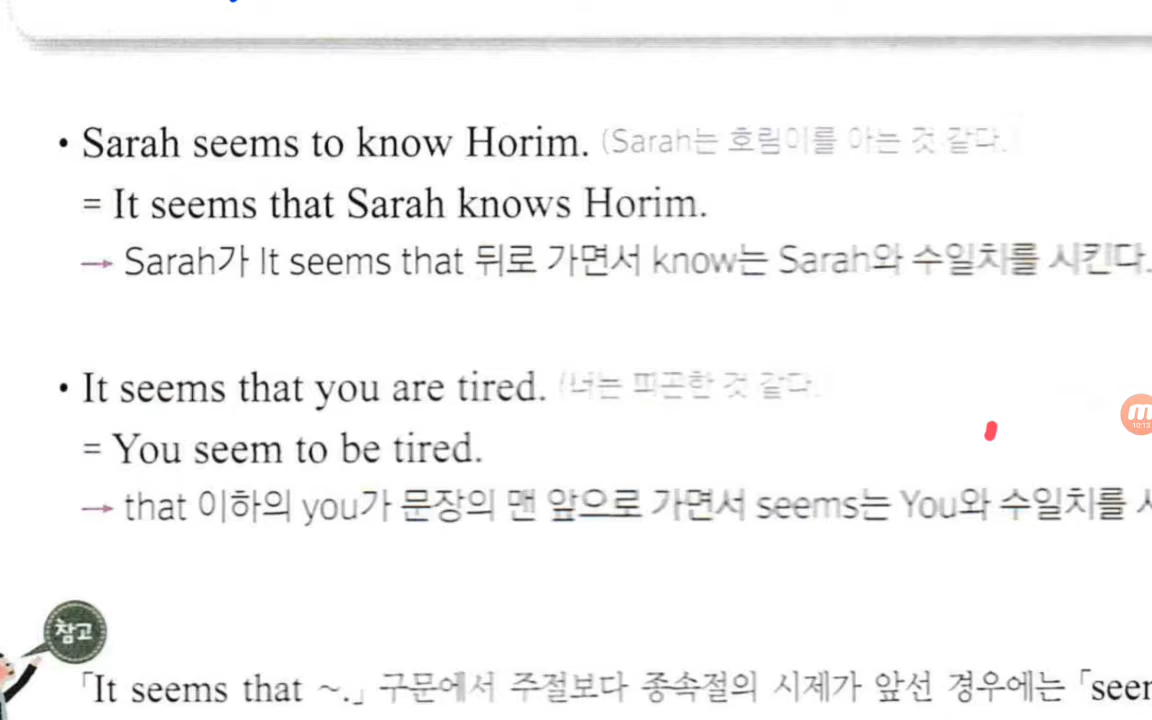 • Sarah seems to know Horim. (Sarah는 호림이를 아는 것 같다.)
= It seems that Sarah knows Horim.
→ Sarah가 It seems that 뒤로 가면서 know는 Sarah와 수일치를 시킨다.
• It seems that you are tired. (너는 피곤한 것 같다.)
= You seem to be tired.
→ that 이하의 you가 문장의 맨 앞으로 가면서 seems는 You와 수일치를
10:13
참고
「It seems that ~.」 구문에서 주절보다 종속절의 시제가 앞선 경우에는 「seem